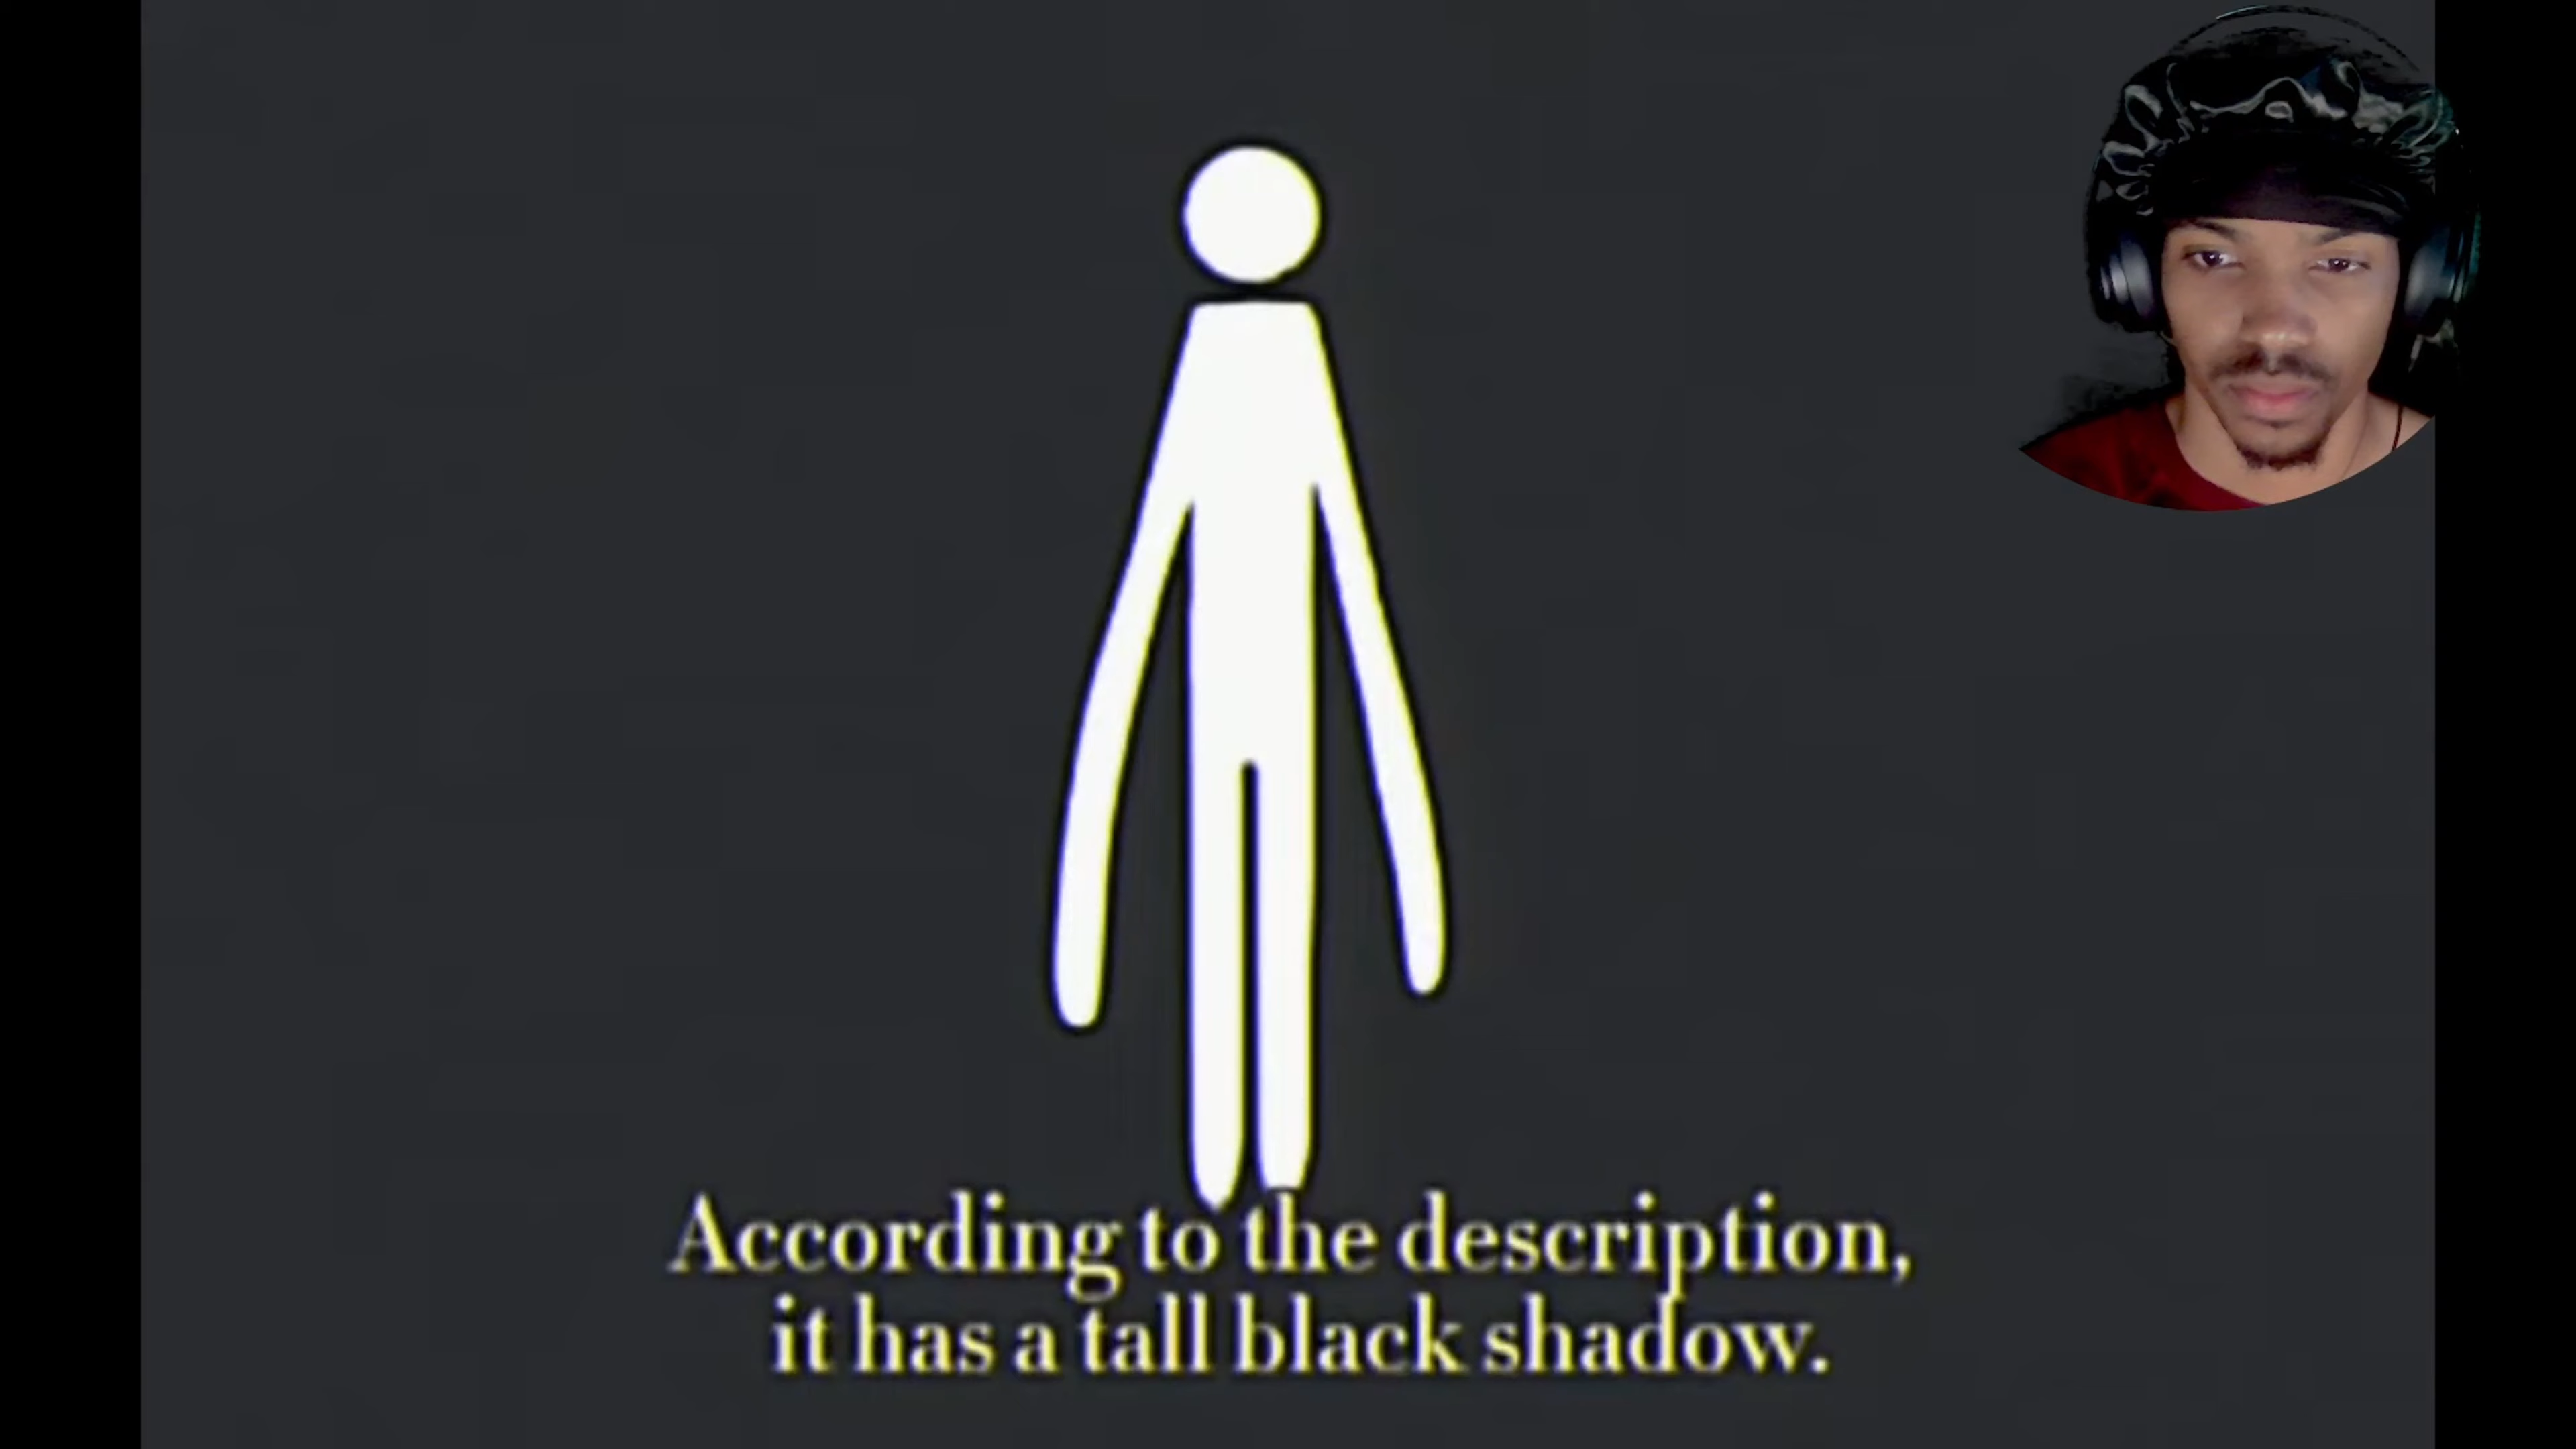 According to the description,
it has a tall black shadow.